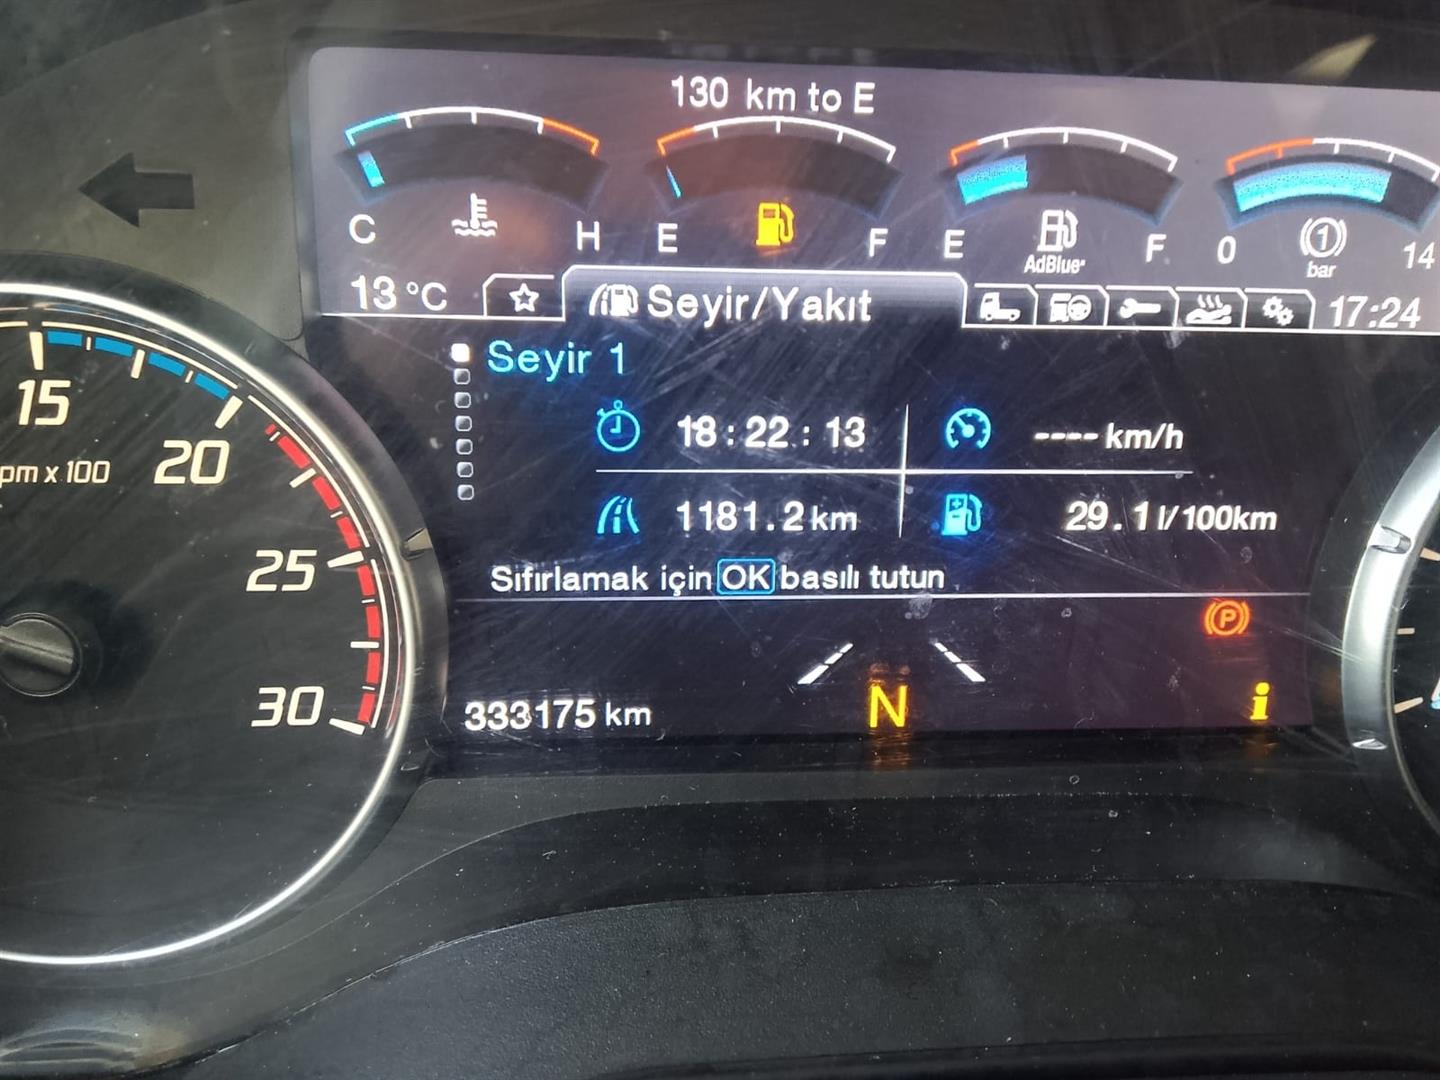 130 km to E
C H E F E AdBlue F 0 1 bar 14
13 °C Seyir/Yakıt 17:24
Seyir 1
18:22:13 ---- km/h
1181.2 km 29.1 l/100km
Sıfırlamak için OK basılı tutun
P
333175 km N i
15
20
pm x 100
25
30